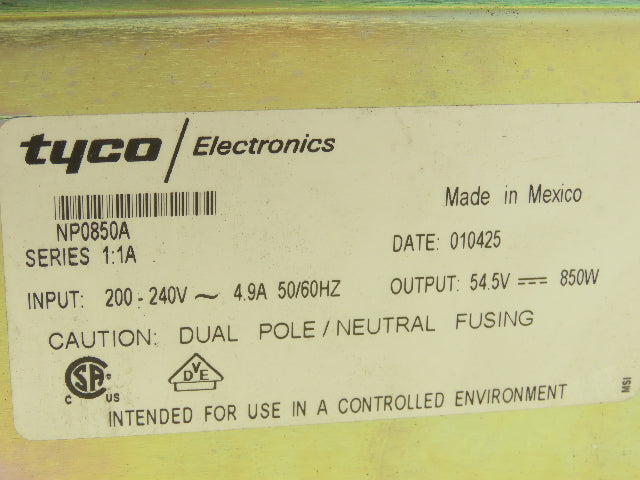 tyco / Electronics
Made in Mexico
NP0850A
SERIES 1:1A
DATE: 010425
INPUT: 200-240V ~ 4.9A 50/60HZ
OUTPUT: 54.5V ⎓ 850W
CAUTION: DUAL POLE/NEUTRAL FUSING
C SA US
DVE
MSI
INTENDED FOR USE IN A CONTROLLED ENVIRONMENT